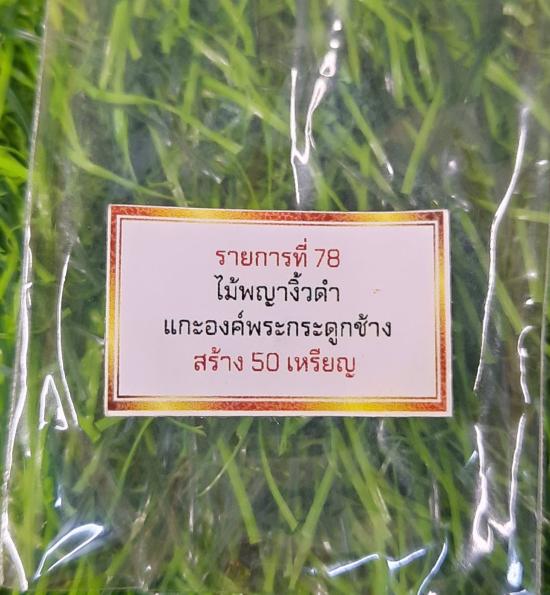 รายการที่ 78
ไม้พญางิ้วดำ
แกะองค์พระกระดูกช้าง
สร้าง 50 เหรียญ